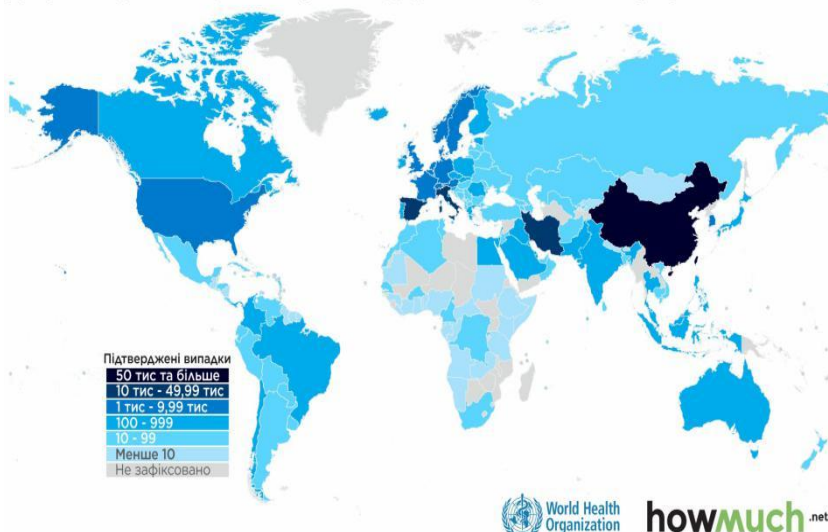 Підтверджені випадки
50 тис та більше
10 тис - 49,99 тис
1 тис - 9,99 тис
100 - 999
10 - 99
Менше 10
Не зафіксовано
World Health
Organization
howmuch.net